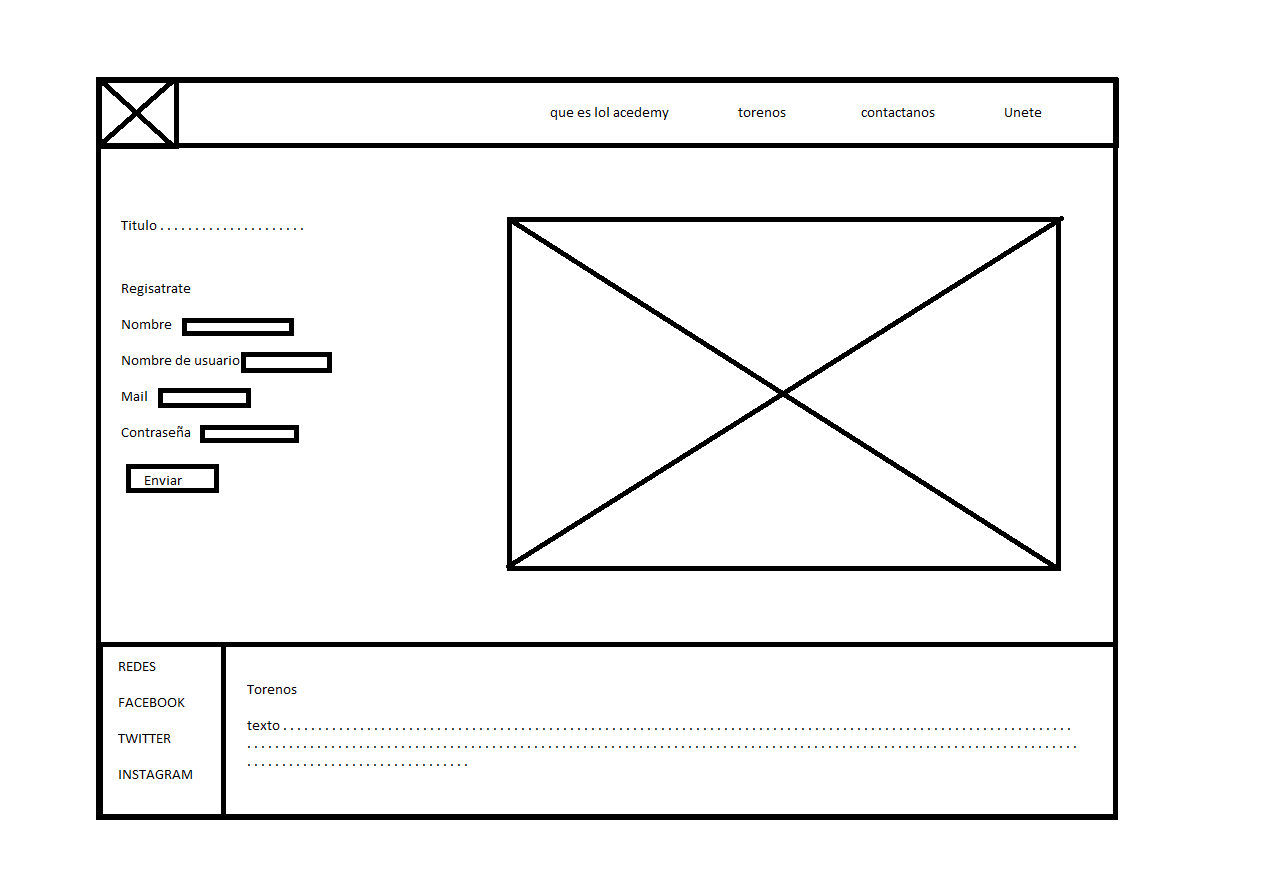 que es lol acedemy torenos contactanos Unete
Titulo . . . . . . . . . . . . . . . . . . . . .
Regisatrate
Nombre
Nombre de usuario
Mail
Contraseña
Enviar
REDES
FACEBOOK
TWITTER
INSTAGRAM
Torenos
texto . . . . . . . . . . . . . . . . . . . . . . . . . . . . . . . . . . . . . . . . . . . . . . . . . . . . . . . . . . . . . . . . . . . . . . . . . . . . . . . . . . . . . . . . . . . . . . . . . . . . . . . . . . . . . . . . .
. . . . . . . . . . . . . . . . . . . . . . . . . . . . . . . . . . . . . . . . . . . . . . . . . . . . . . . . . . . . . . . . . . . . . . . . . . . . . . . . . . . . . . . . . . . . . . . . . . . . . . . . . . . . . . . . . . . . . . .
. . . . . . . . . . . . . . . . . . . . . . . . . . . . . . . .